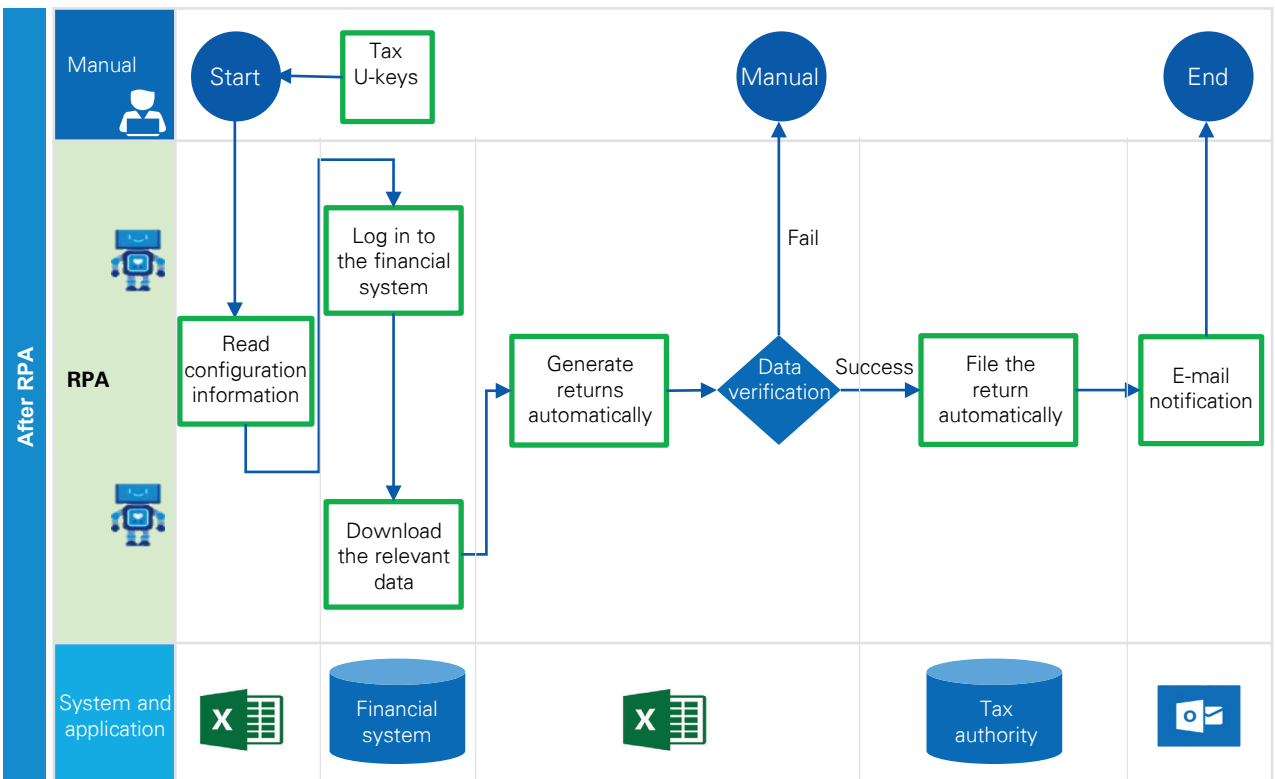 After RPA
Manual
Start
Tax
U-keys
Manual
End
RPA
Read
configuration
information
Log in to
the financial
system
Download
the relevant
data
Generate
returns
automatically
Data
verification
Fail
Success
File the
return
automatically
E-mail
notification
System and
application
X
Financial
system
X
Tax
authority
o